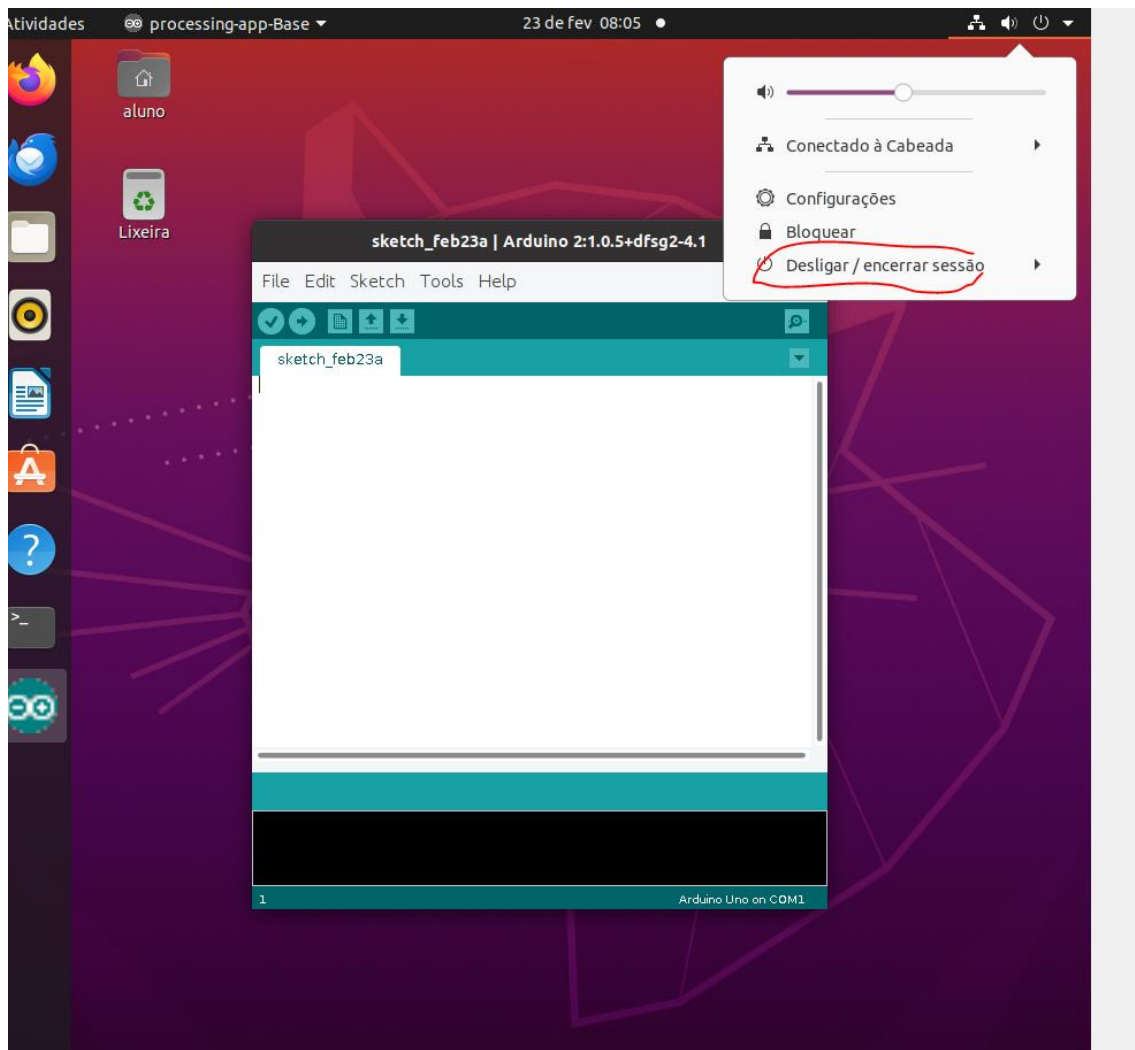 Atividades processing-app-Base 23 de fev 08:05
aluno
Lixeira
Conectado à Cabeada
Configurações
Bloquear
Desligar / encerrar sessão
sketch_feb23a | Arduino 2:1.0.5+dfsg2-4.1
File Edit Sketch Tools Help
sketch_feb23a
1 Arduino Uno on COM1